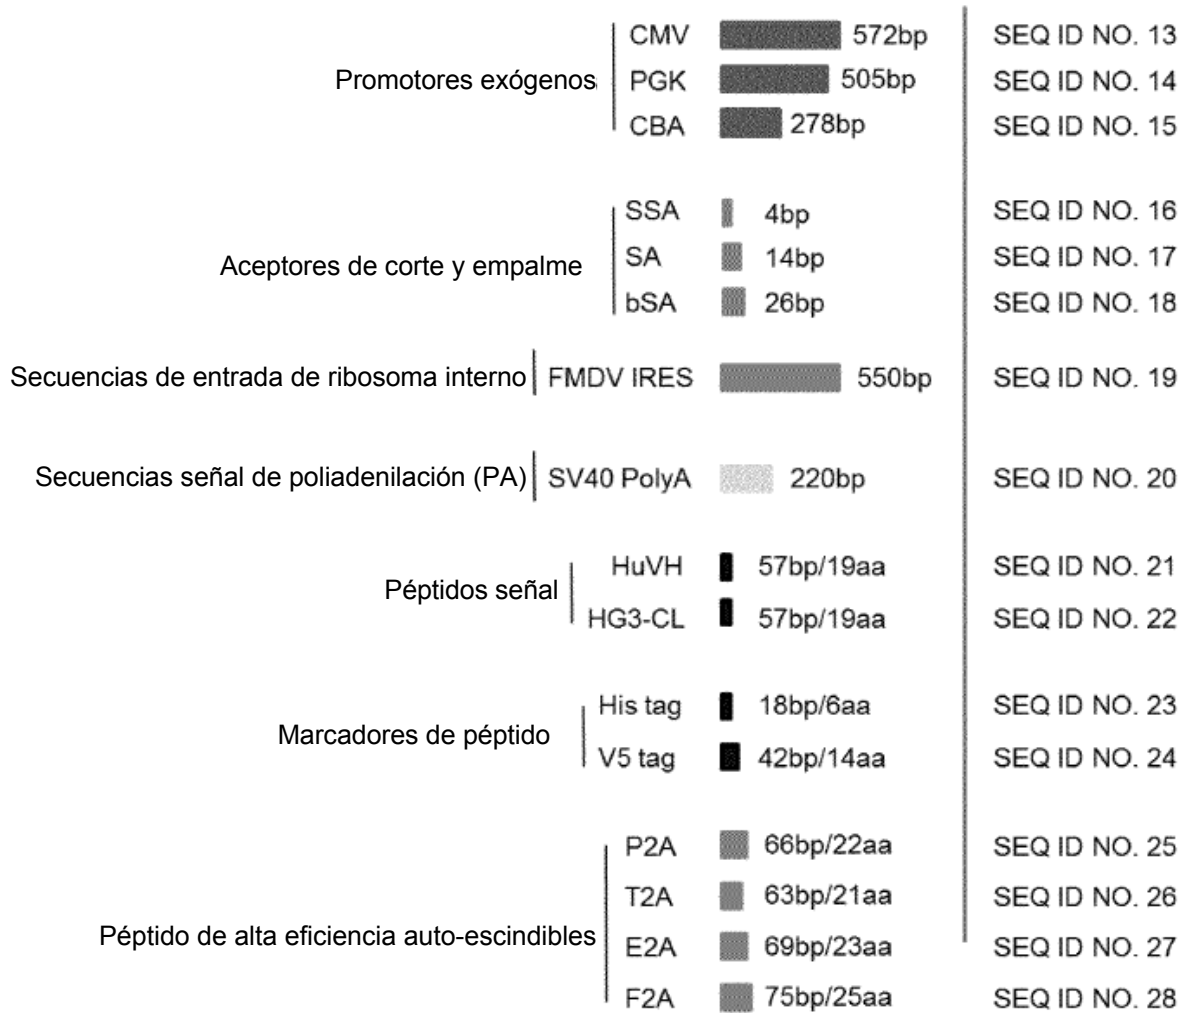 CMV 572bp SEQ ID NO. 13
Promotores exógenos PGK 505bp SEQ ID NO. 14
CBA 278bp SEQ ID NO. 15
SSA 4bp SEQ ID NO. 16
Aceptores de corte y empalme SA 14bp SEQ ID NO. 17
bSA 26bp SEQ ID NO. 18
Secuencias de entrada de ribosoma interno FMDV IRES 550bp SEQ ID NO. 19
Secuencias señal de poliadenilación (PA) SV40 PolyA 220bp SEQ ID NO. 20
HuVH 57bp/19aa SEQ ID NO. 21
Péptidos señal
HG3-CL 57bp/19aa SEQ ID NO. 22
His tag 18bp/6aa SEQ ID NO. 23
Marcadores de péptido
V5 tag 42bp/14aa SEQ ID NO. 24
P2A 66bp/22aa SEQ ID NO. 25
T2A 63bp/21aa SEQ ID NO. 26
Péptido de alta eficiencia auto-escindibles E2A 69bp/23aa SEQ ID NO. 27
F2A 75bp/25aa SEQ ID NO. 28